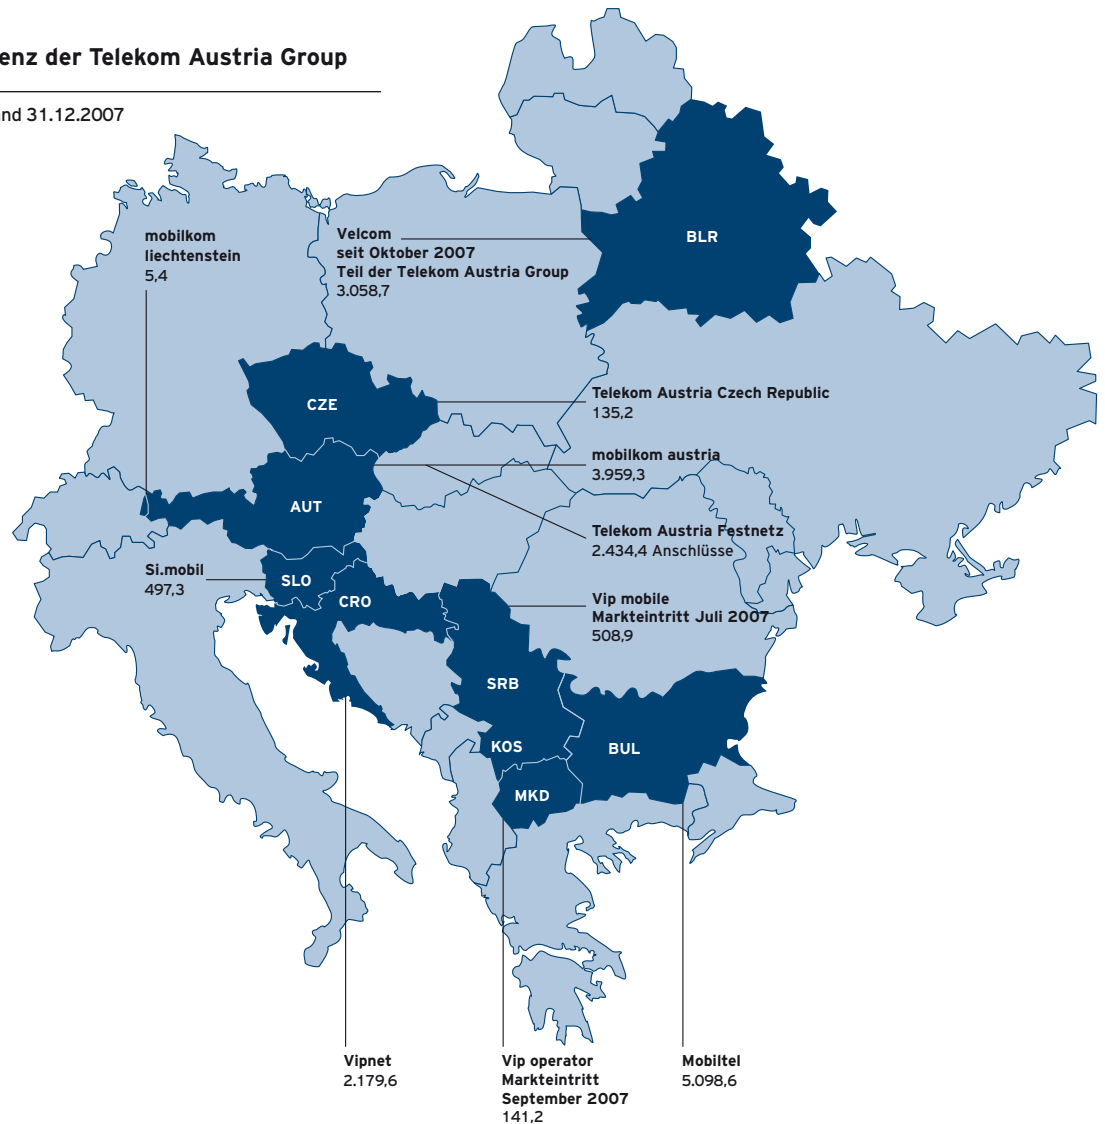 enz der Telekom Austria Group
nd 31.12.2007
mobilkom
liechtenstein
5,4
Velcom
seit Oktober 2007
Teil der Telekom Austria Group
3.058,7
BLR
CZE
Telekom Austria Czech Republic
135,2
mobilkom austria
3.959,3
AUT
Telekom Austria Festnetz
2.434,4 Anschlüsse
Si.mobil
497,3
SLO
CRO
Vip mobile
Markteintritt Juli 2007
508,9
SRB
KOS
BUL
MKD
Vipnet
2.179,6
Vip operator
Markteintritt
September 2007
141,2
Mobiltel
5.098,6